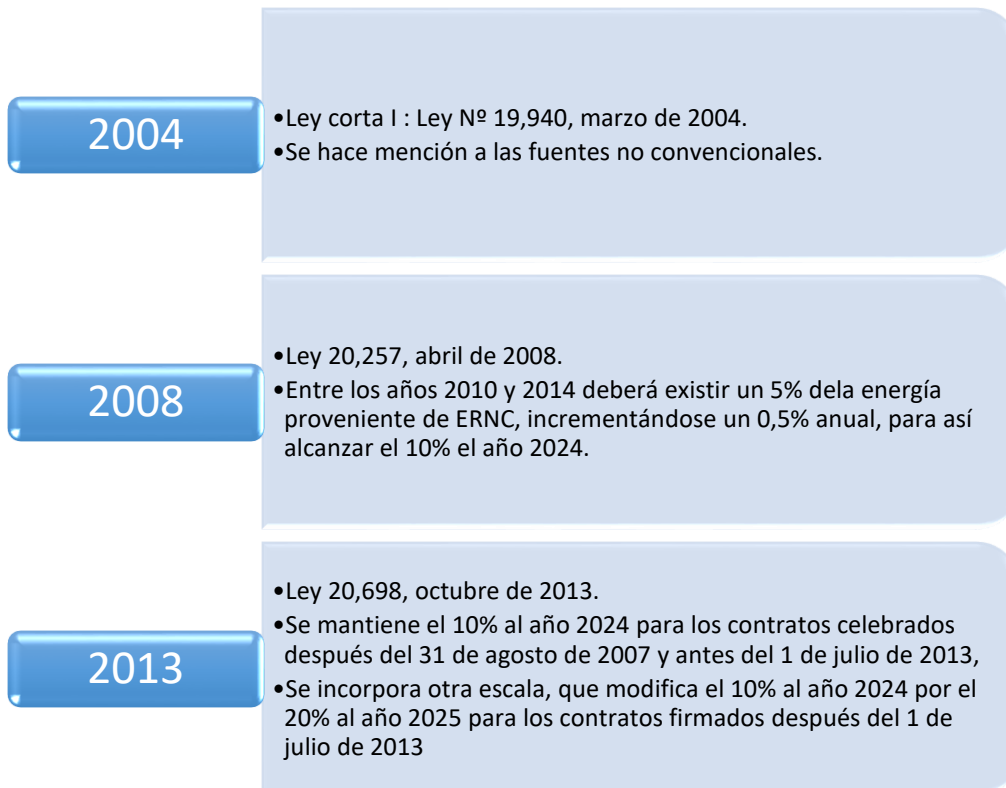 2004
•Ley corta I : Ley Nº 19,940, marzo de 2004.
•Se hace mención a las fuentes no convencionales.
2008
•Ley 20,257, abril de 2008.
•Entre los años 2010 y 2014 deberá existir un 5% dela energía
proveniente de ERNC, incrementándose un 0,5% anual, para así
alcanzar el 10% el año 2024.
2013
•Ley 20,698, octubre de 2013.
•Se mantiene el 10% al año 2024 para los contratos celebrados
después del 31 de agosto de 2007 y antes del 1 de julio de 2013,
•Se incorpora otra escala, que modifica el 10% al año 2024 por el
20% al año 2025 para los contratos firmados después del 1 de
julio de 2013